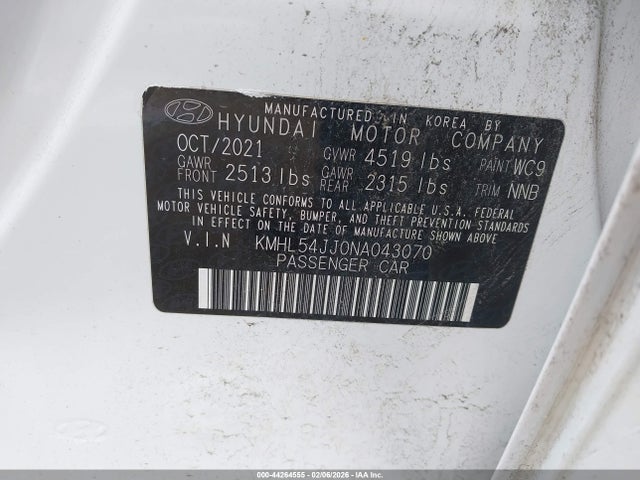 MANUFACTURED IN KOREA BY
HYUNDAI MOTOR COMPANY
OCT/2021 GVWR 4519 lbs PAINT WC9
GAWR FRONT 2513 lbs GAWR REAR 2315 lbs TRIM NNB
THIS VEHICLE CONFORMS TO ALL APPLICABLE U.S.A. FEDERAL
MOTOR VEHICLE SAFETY, BUMPER, AND THEFT PREVENTION STANDARDS
IN EFFECT ON THE DATE OF MANUFACTURE SHOWN ABOVE.
V.I.N KMHL54JJ0NA043070
PASSENGER CAR
000-44264555 - 02/06/2026 - IAA Inc.